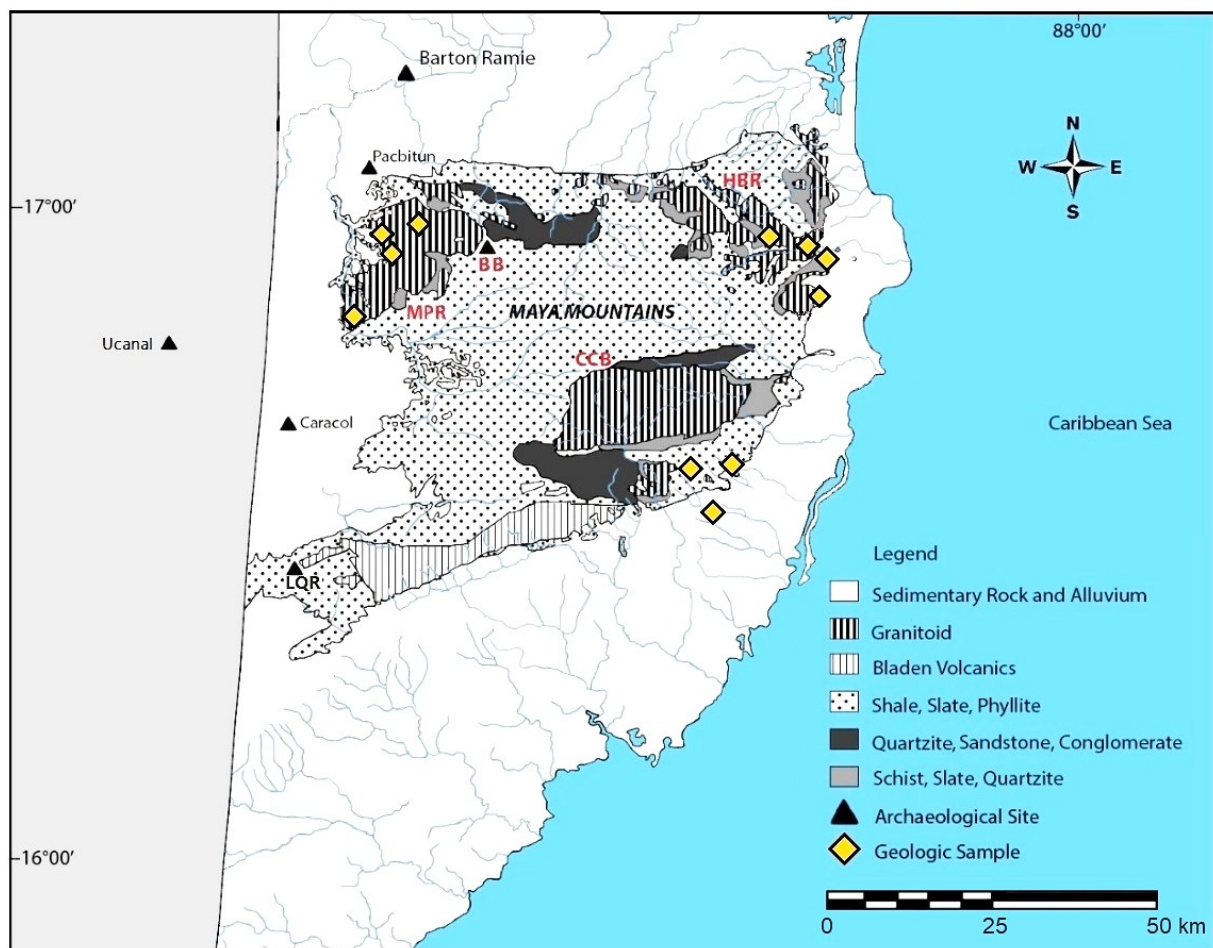 88°00′
Barton Ramie
N
Pacbitun
W
E
HBR
S
17°00′
BB
MPR
MAYA MOUNTAINS
Ucanal
CCB
Caracol
Caribbean Sea
Legend
LQR
Sedimentary Rock and Alluvium
Granitoid
Bladen Volcanics
Shale, Slate, Phyllite
Quartzite, Sandstone, Conglomerate
Schist, Slate, Quartzite
Archaeological Site
16°00′
Geologic Sample
0
25
50 km